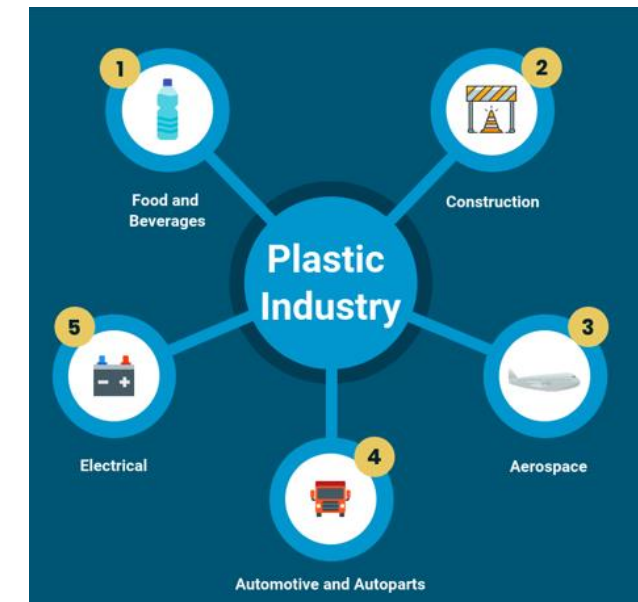 1
2
Food and
Beverages
Construction
Plastic
Industry
5
3
Electrical
Aerospace
4
Automotive and Autoparts